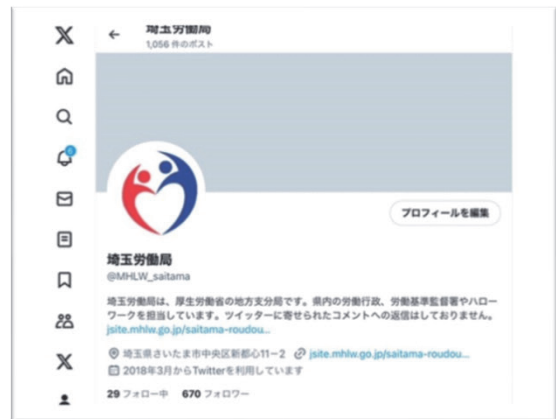 埼玉労働局
1,056 件のポスト
プロフィールを編集
埼玉労働局
@MHLW_saitama
埼玉労働局は、厚生労働省の地方支分局です。県内の労働行政、労働基準監督署やハロー
ワークを担当しています。ツイッターに寄せられたコメントへの返信はしておりません。
jsite.mhlw.go.jp/saitama-roudou…
埼玉県さいたま市中央区新都心11−2 jsite.mhlw.go.jp/saitama-roudou…
2018年3月からTwitterを利用しています
29 フォロー中 670 フォロワー